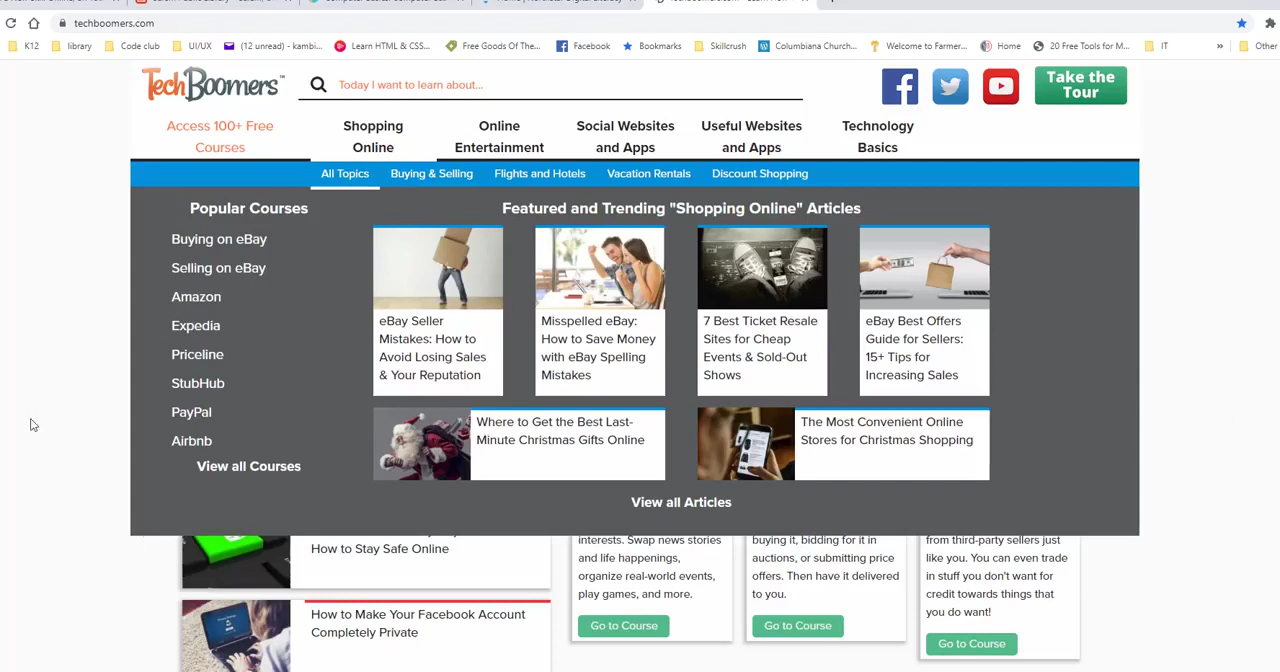 techboomers.com
K12 library Code club UI/UX (12 unread) - kambi... Learn HTML & CSS... Free Goods Of The... Facebook Bookmarks Skillcrush Columbiana Church... Welcome to Farmer... Home 20 Free Tools for M... IT » Other
TechBoomers™ Today I want to learn about... Take the
Tour
Access 100+ Free
Courses
Shopping
Online
Online
Entertainment
Social Websites
and Apps
Useful Websites
and Apps
Technology
Basics
All Topics Buying & Selling Flights and Hotels Vacation Rentals Discount Shopping
Popular Courses
Buying on eBay
Selling on eBay
Amazon
Expedia
Priceline
StubHub
PayPal
Airbnb
View all Courses
Featured and Trending "Shopping Online" Articles
eBay Seller
Mistakes: How to
Avoid Losing Sales
& Your Reputation
Misspelled eBay:
How to Save Money
with eBay Spelling
Mistakes
7 Best Ticket Resale
Sites for Cheap
Events & Sold-Out
Shows
eBay Best Offers
Guide for Sellers:
15+ Tips for
Increasing Sales
Where to Get the Best Last-
Minute Christmas Gifts Online
The Most Convenient Online
Stores for Christmas Shopping
View all Articles
How to Stay Safe Online
How to Make Your Facebook Account
Completely Private
interests. Swap news stories
and life happenings,
organize real-world events,
play games, and more.
Go to Course
buying it, bidding for it in
auctions, or submitting price
offers. Then have it delivered
to you.
Go to Course
from third-party sellers just
like you. You can even trade
in stuff you don't want for
credit towards things that
you do want!
Go to Course